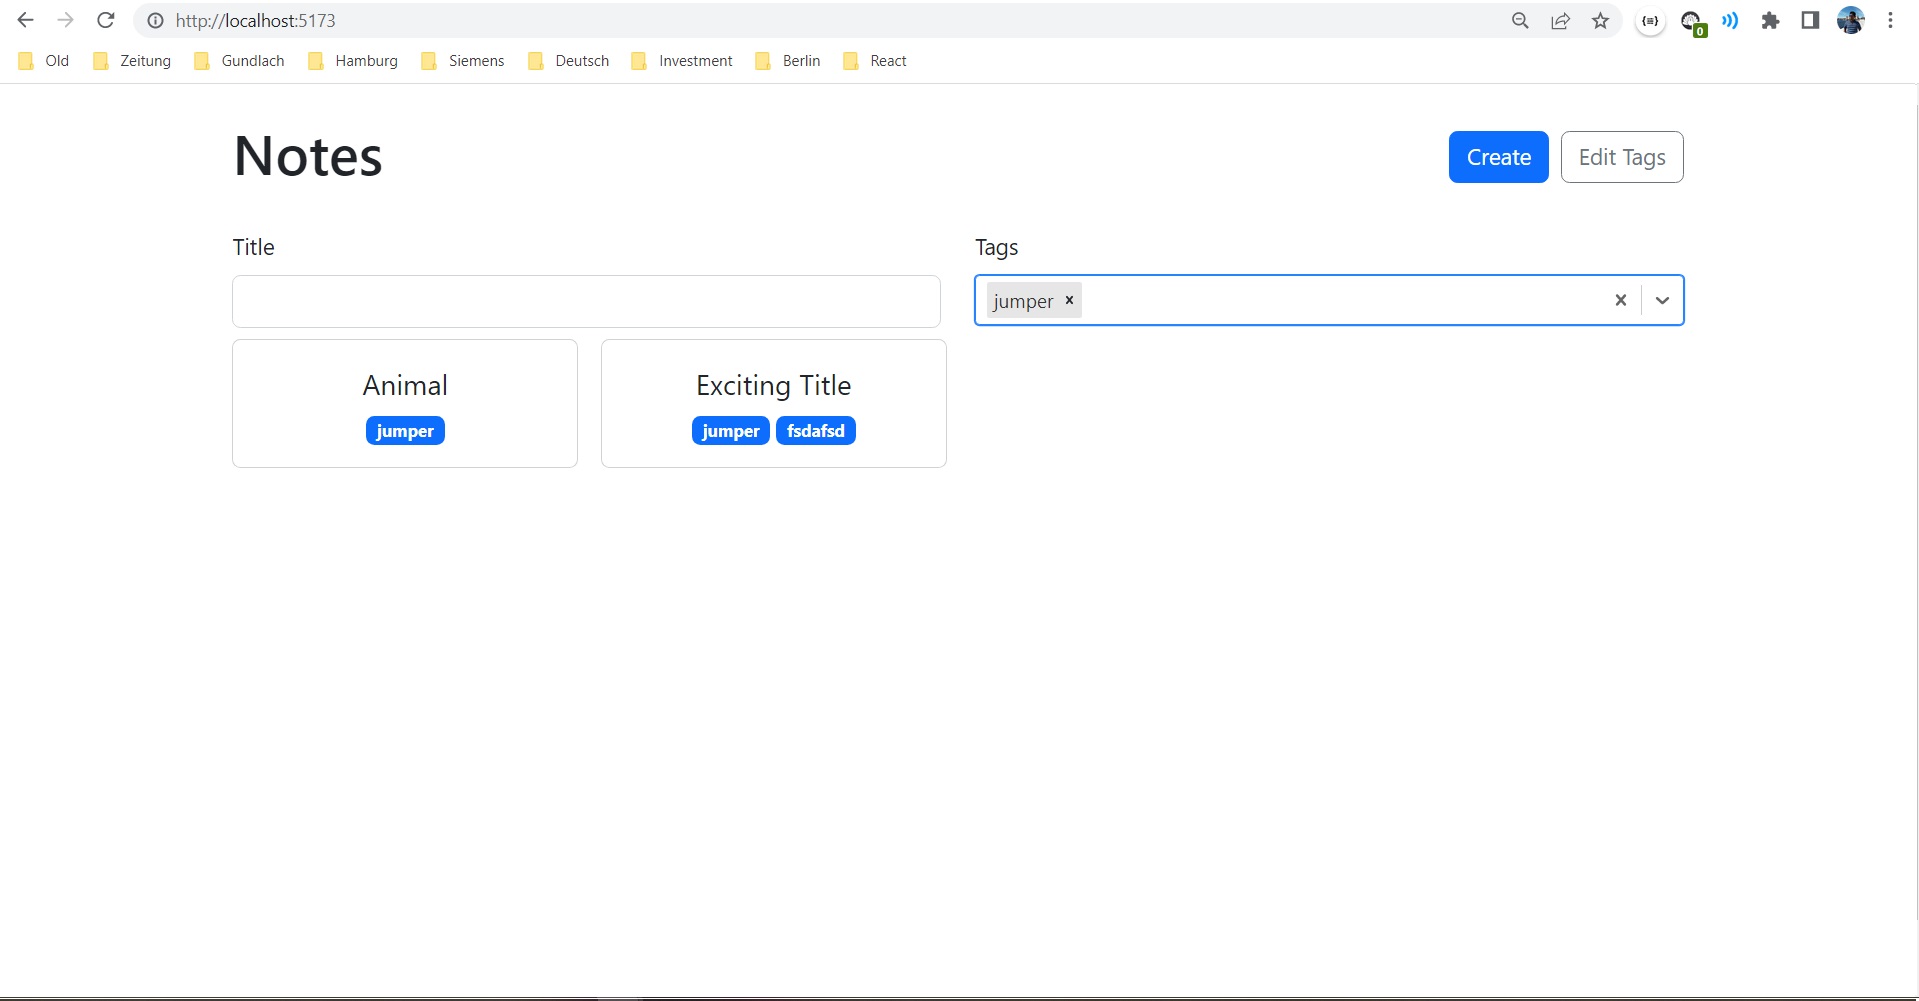 http://localhost:5173
0
Old Zeitung Gundlach Hamburg Siemens Deutsch Investment Berlin React
Notes
Create Edit Tags
Title Tags
jumper
Animal Exciting Title
jumper jumper fsdafsd